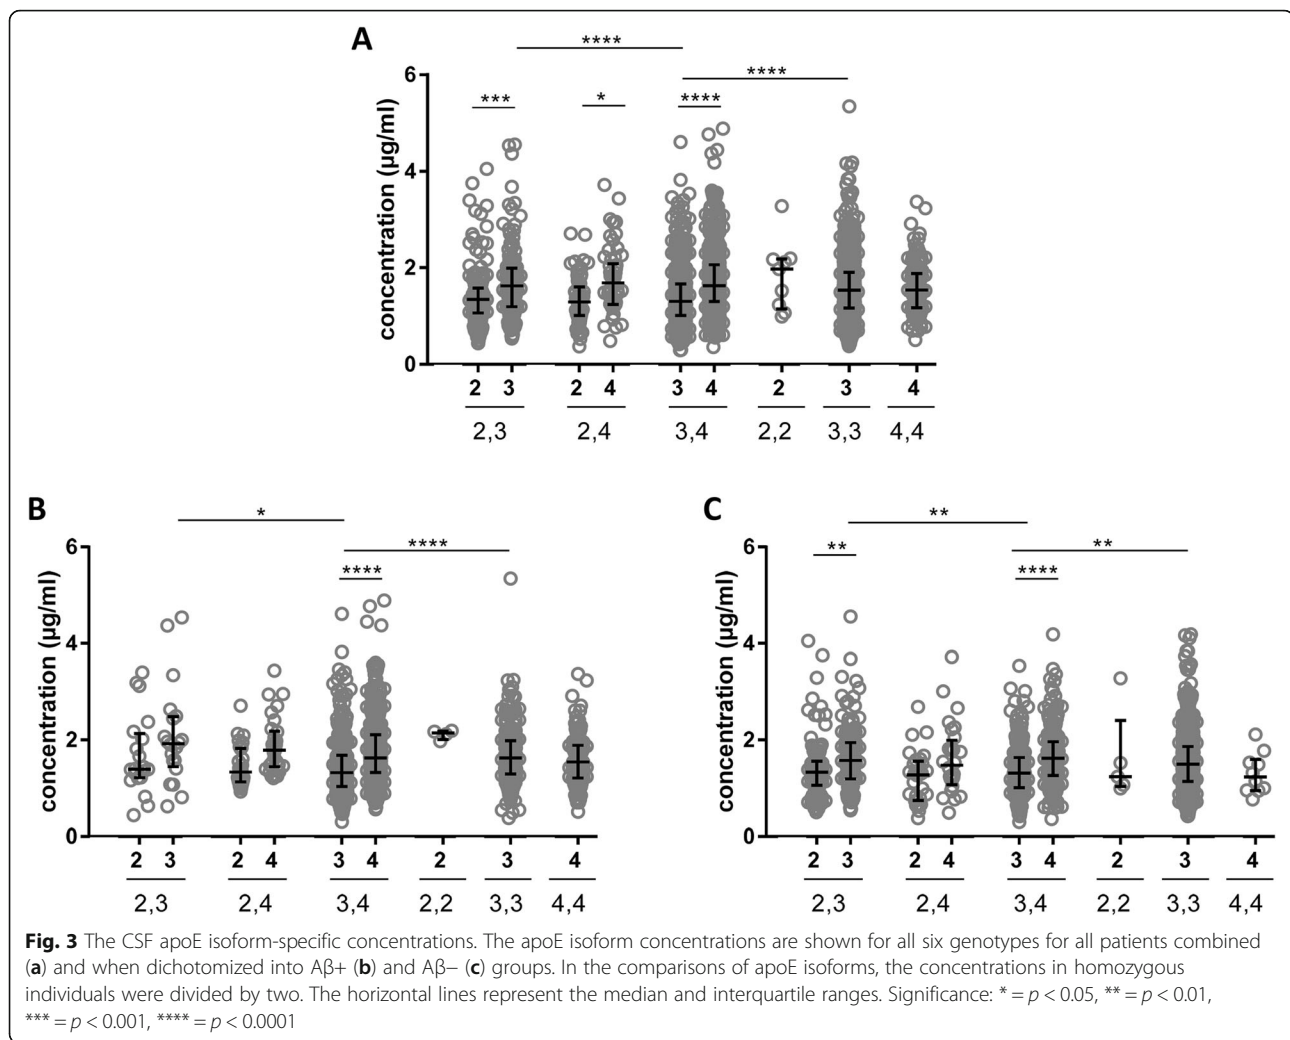 A
****
****
***
*
****
6
4
2
0
concentration (µg/ml)
2 3 2 4 3 4 2 3 4
2,3 2,4 3,4 2,2 3,3 4,4
B
*
****
****
6
4
2
0
concentration (µg/ml)
2 3 2 4 3 4 2 3 4
2,3 2,4 3,4 2,2 3,3 4,4
C
**
**
**
****
6
4
2
0
concentration (µg/ml)
2 3 2 4 3 4 2 3 4
2,3 2,4 3,4 2,2 3,3 4,4
Fig. 3 The CSF apoE isoform-specific concentrations. The apoE isoform concentrations are shown for all six genotypes for all patients combined
(a) and when dichotomized into Aβ+ (b) and Aβ− (c) groups. In the comparisons of apoE isoforms, the concentrations in homozygous
individuals were divided by two. The horizontal lines represent the median and interquartile ranges. Significance: * = p < 0.05, ** = p < 0.01,
*** = p < 0.001, **** = p < 0.0001